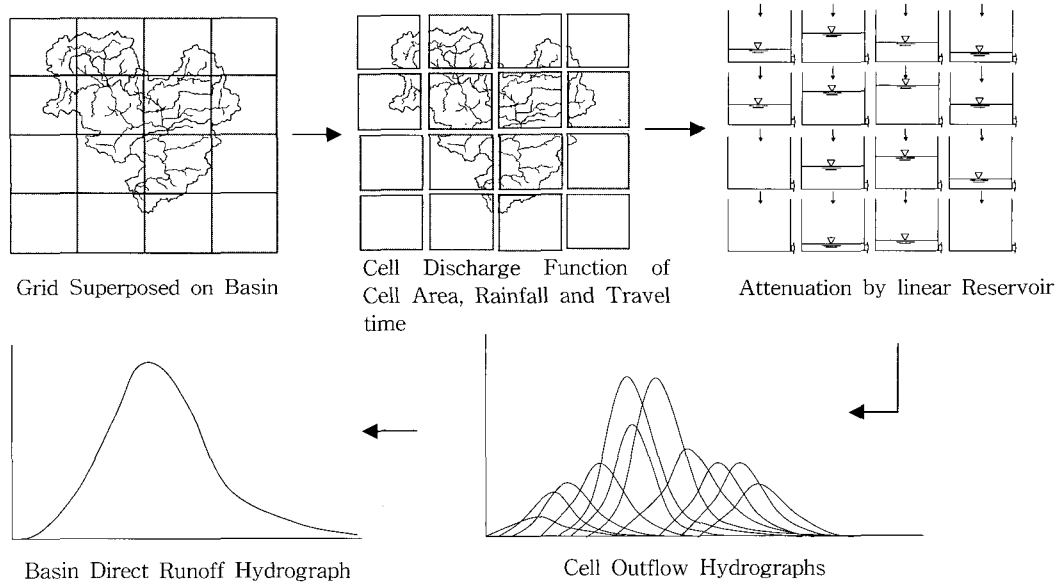 Grid Superposed on Basin
Cell Discharge Function of
Cell Area, Rainfall and Travel
time
Attenuation by linear Reservoir
Basin Direct Runoff Hydrograph
Cell Outflow Hydrographs